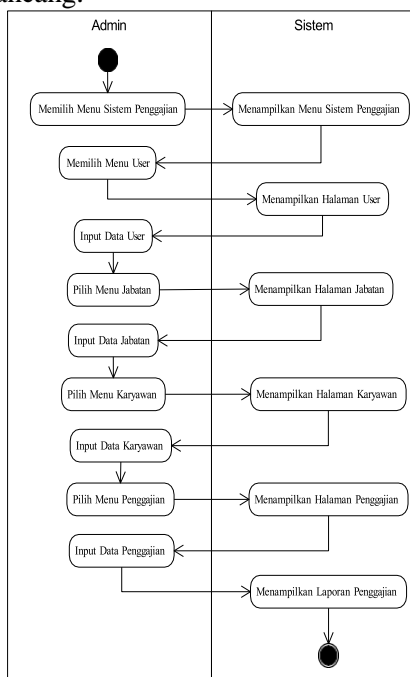 ancang.
Admin Sistem
Memilih Menu Sistem Penggajian Menampilkan Menu Sistem Penggajian
Memilih Menu User
Menampilkan Halaman User
Input Data User
Pilih Menu Jabatan Menampilkan Halaman Jabatan
Input Data Jabatan
Pilih Menu Karyawan Menampilkan Halaman Karyawan
Input Data Karyawan
Pilih Menu Penggajian Menampilkan Halaman Penggajian
Input Data Penggajian
Menampilkan Laporan Penggajian